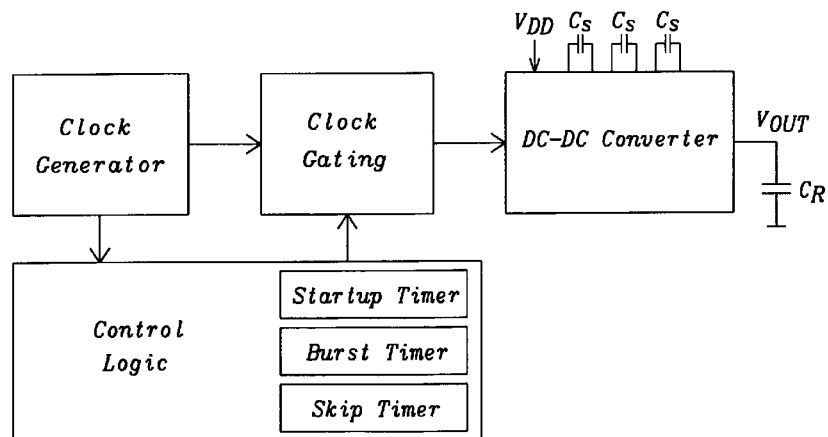 V_DD C_S C_S C_S
Clock
Generator
Clock
Gating
DC-DC Converter
V_OUT
C_R
Control
Logic
Startup Timer
Burst Timer
Skip Timer